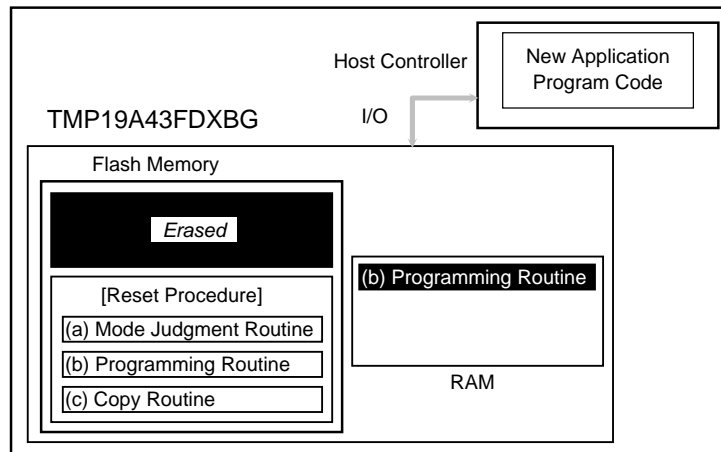 New Application
Program Code
Host Controller
I/O
TMP19A43FDXBG
Flash Memory
Erased
[Reset Procedure]
(a) Mode Judgment Routine
(b) Programming Routine
(c) Copy Routine
(b) Programming Routine
RAM